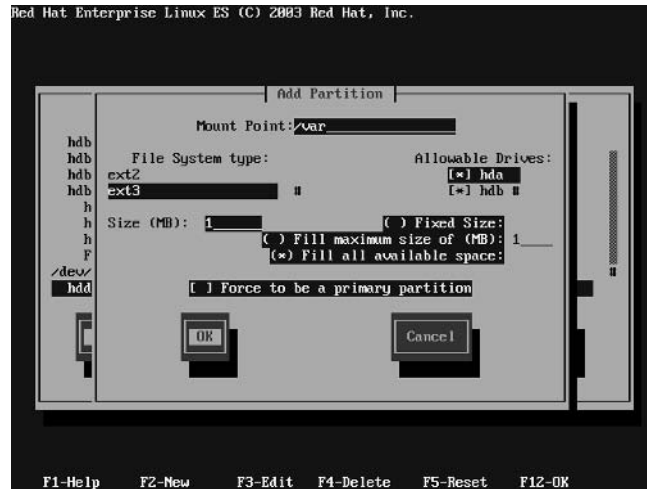 Red Hat Enterprise Linux ES (C) 2003 Red Hat, Inc.
Add Partition
Mount Point:/var
hdb
hdb File System type: Allowable Drives:
hdb ext2 [*] hda
hdb ext3 # [*] hdb #
h
h Size (MB): 1 ( ) Fixed Size:
h ( ) Fill maximum size of (MB): 1
F (*) Fill all available space:
/dev/ #
hdd [ ] Force to be a primary partition
OK Cancel
F1-Help F2-New F3-Edit F4-Delete F5-Reset F12-OK